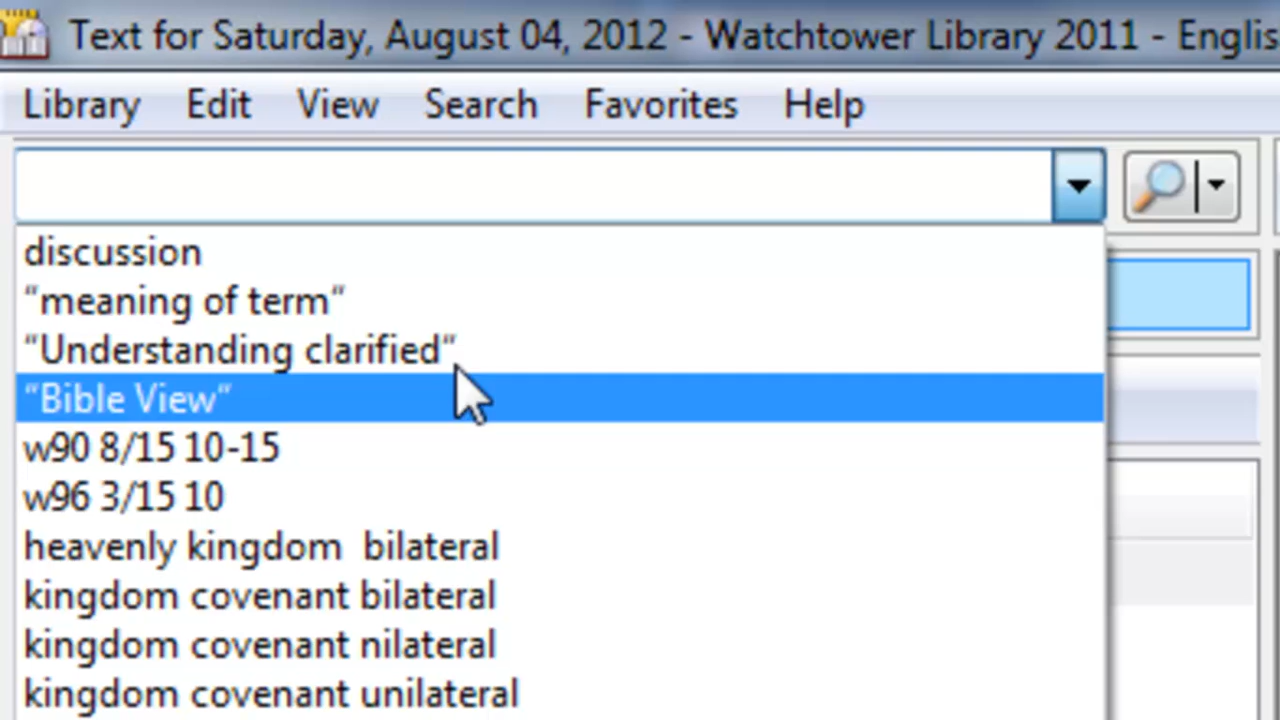 Text for Saturday, August 04, 2012 - Watchtower Library 2011 - Englis
Library Edit View Search Favorites Help
discussion
"meaning of term"
"Understanding clarified"
"Bible View"
w90 8/15 10-15
w96 3/15 10
heavenly kingdom  bilateral
kingdom covenant bilateral
kingdom covenant nilateral
kingdom covenant unilateral